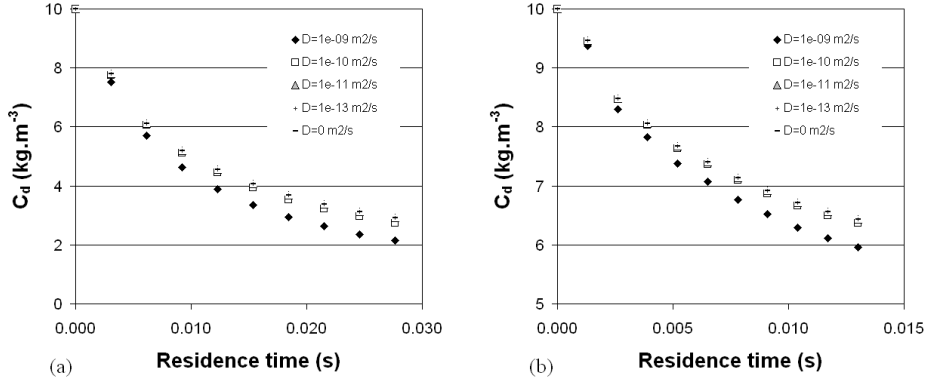 10
8
6
4
2
0
C_d (kg.m⁻³)
◆ D=1e-09 m2/s
□ D=1e-10 m2/s
△ D=1e-11 m2/s
+ D=1e-13 m2/s
- D=0 m2/s
0.000 0.010 0.020 0.030
Residence time (s)
(a)
10
9
8
7
6
5
C_d (kg.m⁻³)
◆ D=1e-09 m2/s
□ D=1e-10 m2/s
△ D=1e-11 m2/s
+ D=1e-13 m2/s
- D=0 m2/s
0.000 0.005 0.010 0.015
Residence time (s)
(b)